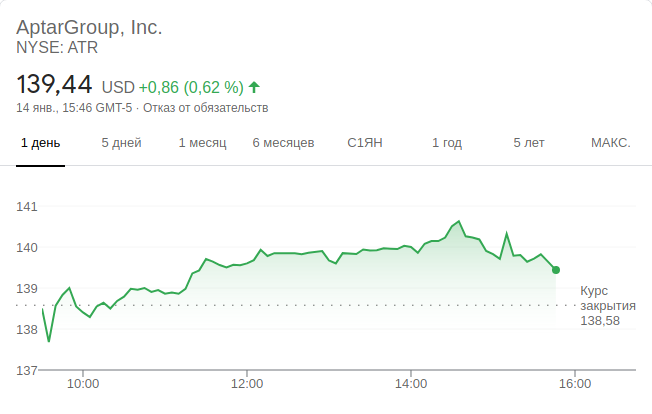 AptarGroup, Inc.
NYSE: ATR
139,44 USD +0,86 (0,62 %)
14 янв., 15:46 GMT-5 · Отказ от обязательств
1 день 5 дней 1 месяц 6 месяцев С1ЯН 1 год 5 лет МАКС.
141
140
139
138
137
Курс
закрытия
138,58
10:00 12:00 14:00 16:00